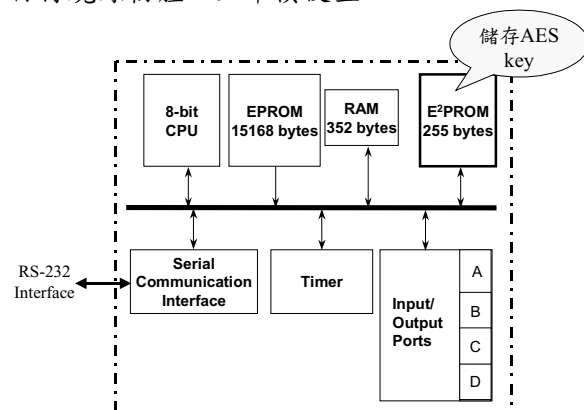 儲存AES
key
8-bit
CPU
EPROM
15168 bytes
RAM
352 bytes
E²PROM
255 bytes
RS-232
Interface
Serial
Communication
Interface
Timer
Input/
Output
Ports
A
B
C
D